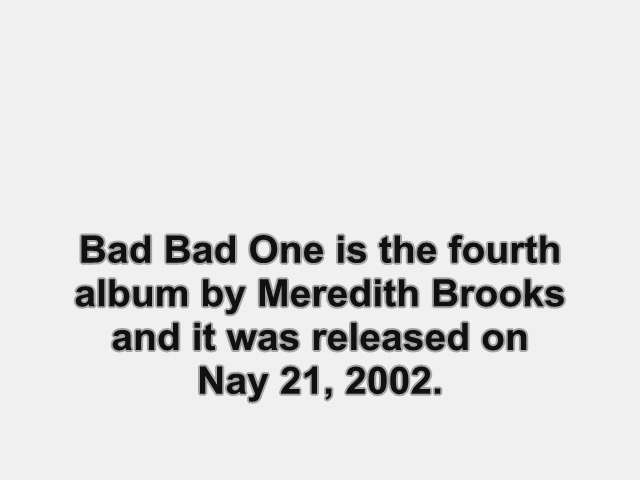 Bad Bad One is the fourth
album by Meredith Brooks
and it was released on
Nay 21, 2002.